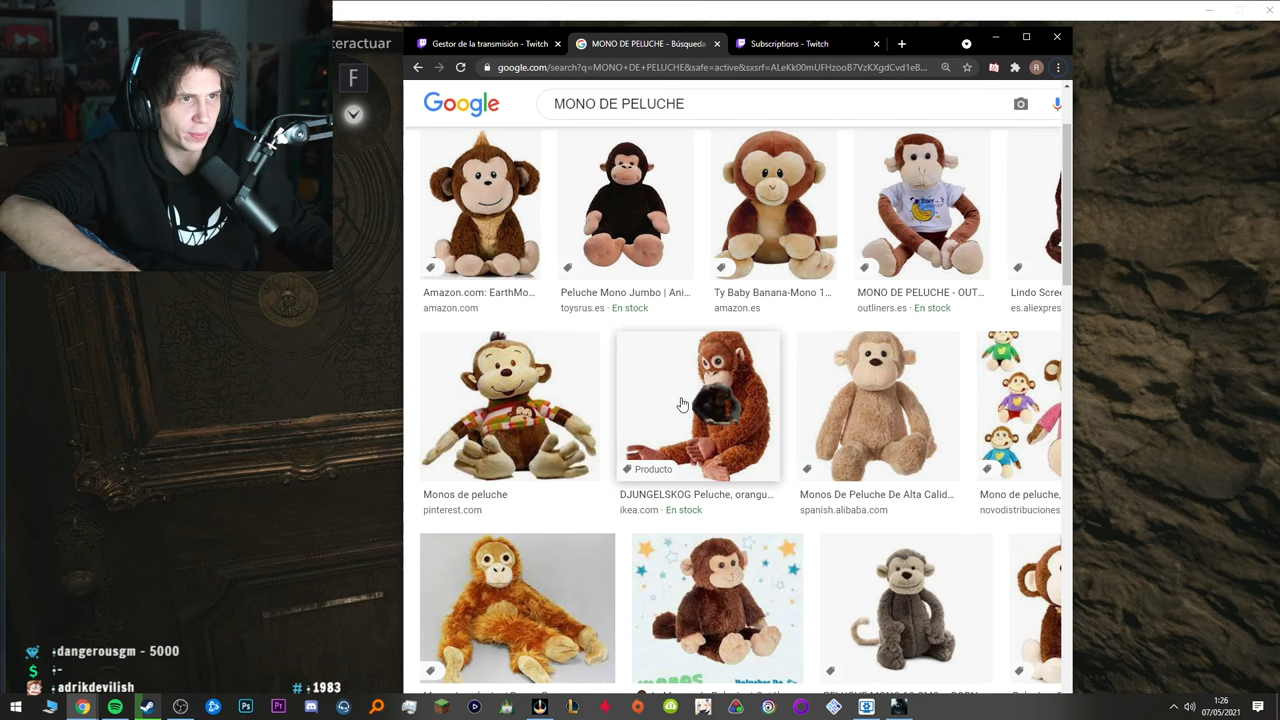 teractuar
F
Gestor de la transmisión - Twitch
MONO DE PELUCHE - Búsqueda
Subscriptions - Twitch
google.com/search?q=MONO+DE+PELUCHE&safe=active&sxsrf=ALeKk00mUFHzooB7VzKXgdCvd1eB...
R
Google
MONO DE PELUCHE
Amazon.com: EarthMo...
amazon.com
Peluche Mono Jumbo | Ani...
toysrus.es · En stock
Ty Baby Banana-Mono 1...
amazon.es
MONO DE PELUCHE - OUT...
outliners.es · En stock
Lindo Scree
es.aliexpres
Producto
Monos de peluche
pinterest.com
DJUNGELSKOG Peluche, orangu...
ikea.com · En stock
Monos De Peluche De Alta Calid...
spanish.alibaba.com
Mono de peluche,
novodistribuciones
:dangerousgm - 5000
:-
:adrikdevilish
# :1983
Ps
Pr
1:26
07/05/2021